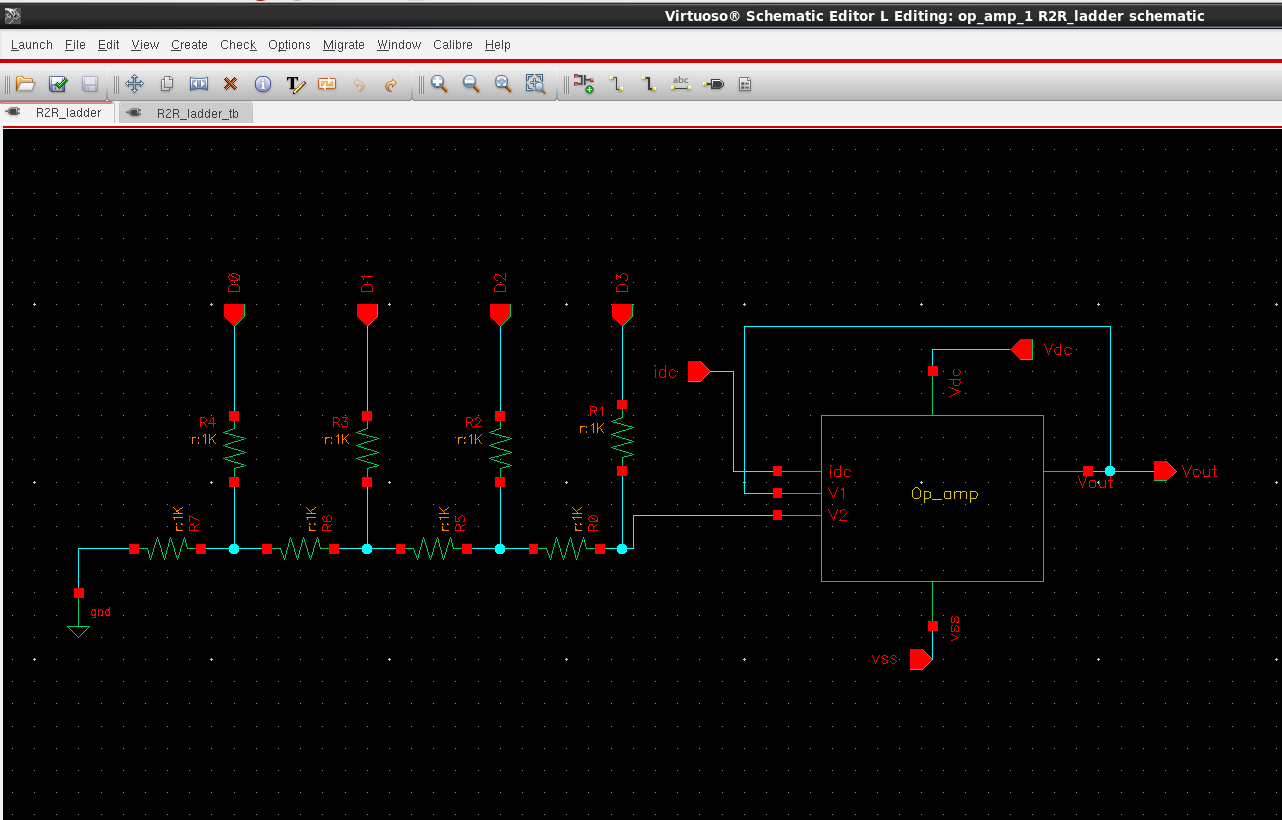 Virtuoso® Schematic Editor L Editing: op_amp_1 R2R_ladder schematic
Launch File Edit View Create Check Options Migrate Window Calibre Help
abc
R2R_ladder R2R_ladder_tb
D0 D1 D2 D3
Vdc
idc
Vdc
R1
r:1K
R4 R3 R2
r:1K r:1K r:1K
idc
Vout
Vout
V1
Op_amp
V2
r:1K R7 r:1K R6 r:1K R5 r:1K R0
gnd
vss
vss